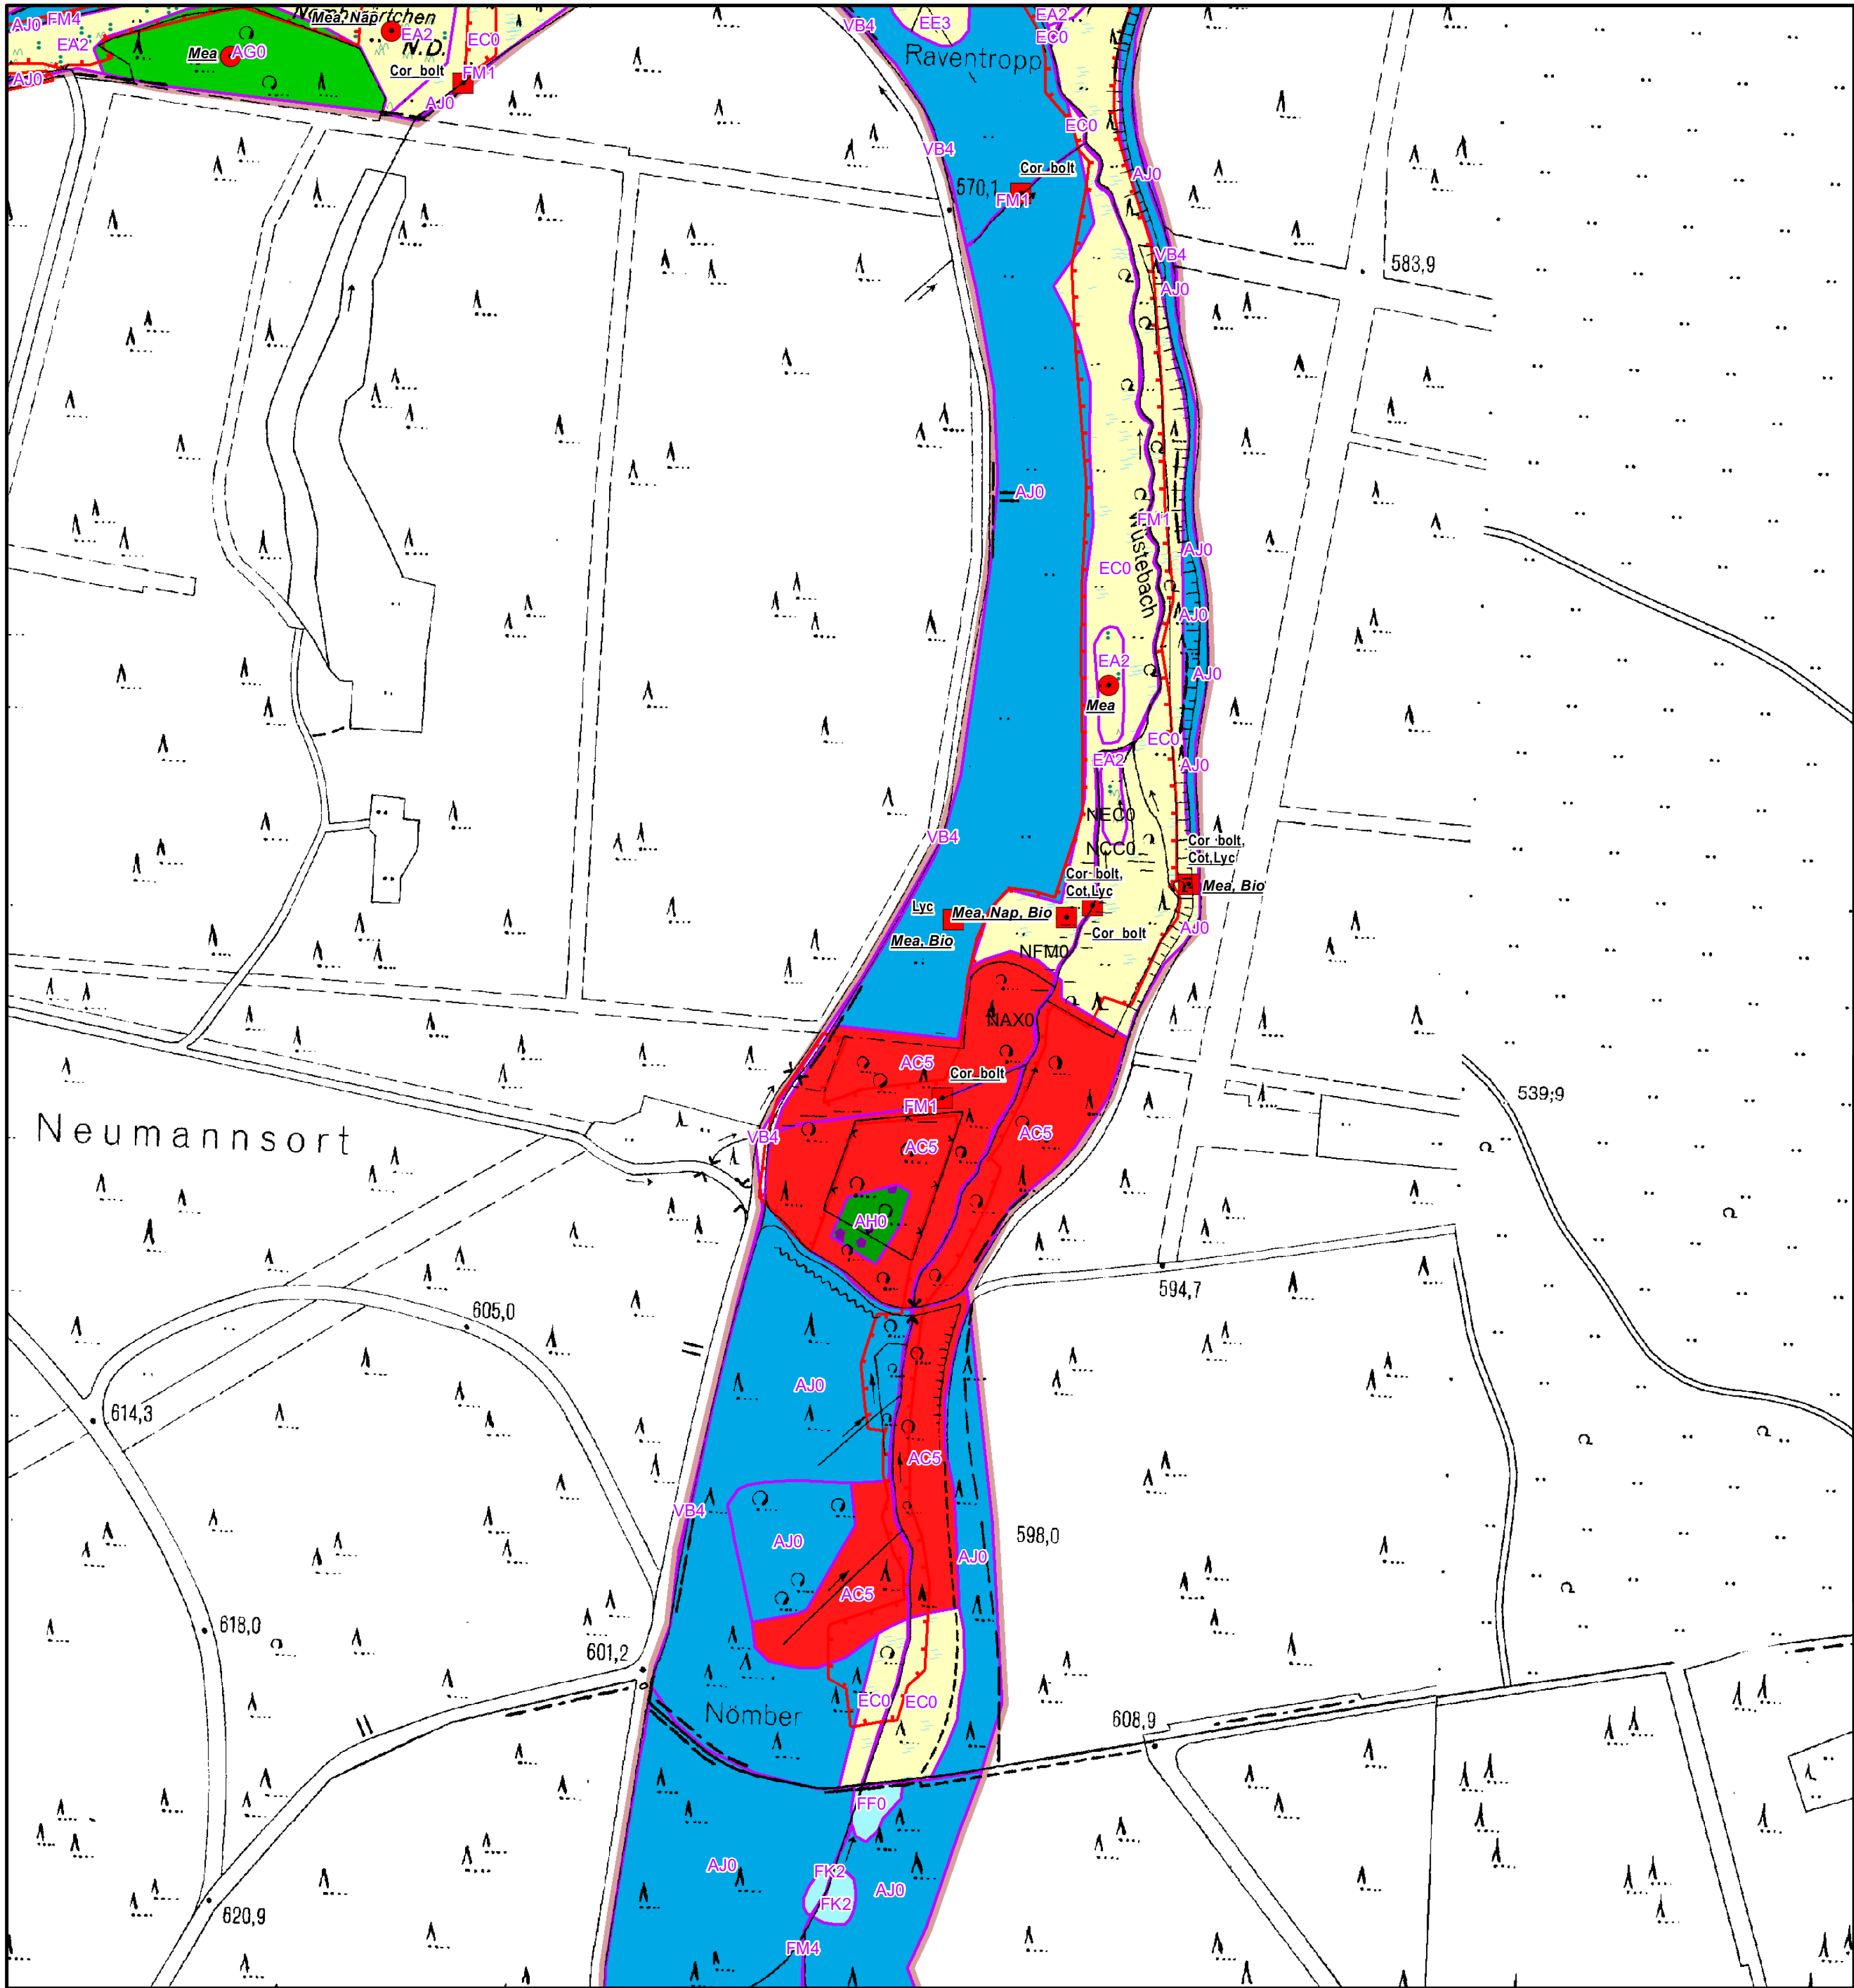 AJ0
FM4
EA2
AJ0
Mea
AG0
Mea, Nap
EA2
N.D.
EC0
Cor_bolt
FM1
AJ0
VB4
EE3
EA2
EC0
Raventropp
EC0
VB4
Cor_bolt
AJ0
570,1
FM1
VB4
AJ0
583,9
AJ0
FM1
Wüstebach
AJ0
EC0
AJ0
EA2
AJ0
Mea
EC0
EA2
AJ0
NEC0
VB4
NCC0
Cor_bolt,
Cot,Lyc
Cor_bolt,
Cot,Lyc
Mea, Bio
Lyc
Mea, Nap, Bio
Mea, Bio
Cor_bolt
AJ0
NFM0
NAX0
AC5
Cor_bolt
FM1
539,9
Neumannsort
VB4
AC5
AC5
AH0
594,7
605,0
AJ0
614,3
AC5
VB4
AJ0
598,0
AJ0
AC5
618,0
601,2
EC0
EC0
Nömber
608,9
FF0
AJ0
FK2
AJ0
FK2
620,9
FM4